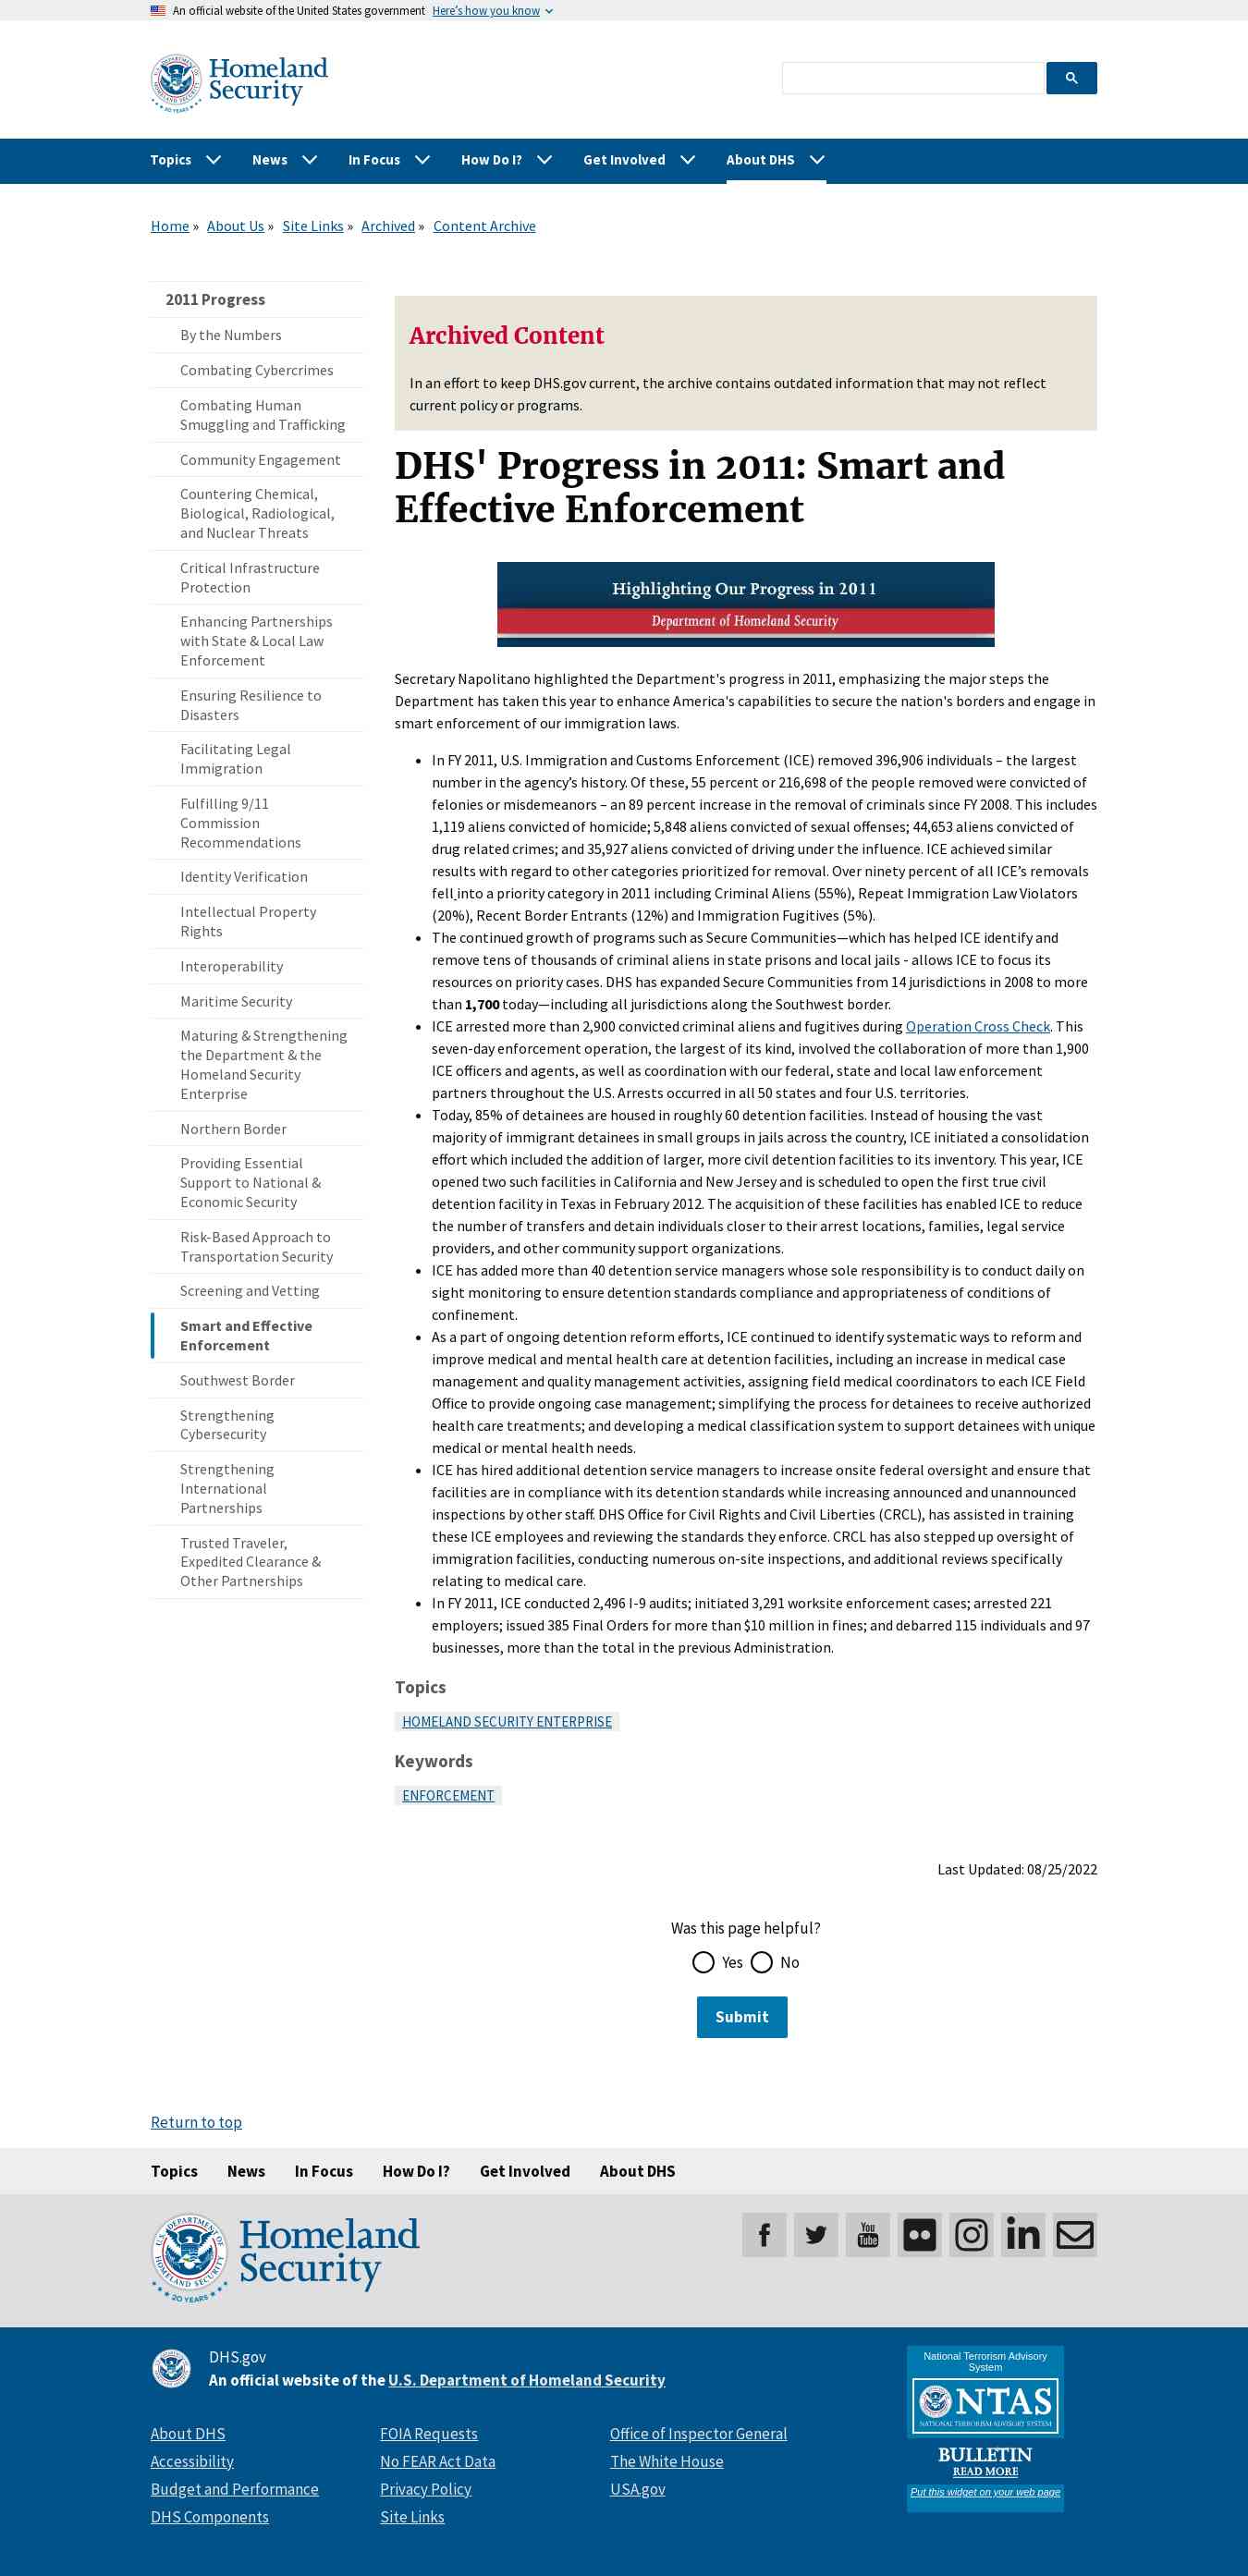 An official website of the United States government Here's how you know
Homeland
Security
U.S. DEPARTMENT OF
HOMELAND SECURITY
20 YEARS
Topics News In Focus How Do I? Get Involved About DHS
Home » About Us » Site Links » Archived » Content Archive
2011 Progress
By the Numbers
Combating Cybercrimes
Combating Human
Smuggling and Trafficking
Community Engagement
Countering Chemical,
Biological, Radiological,
and Nuclear Threats
Critical Infrastructure
Protection
Enhancing Partnerships
with State & Local Law
Enforcement
Ensuring Resilience to
Disasters
Facilitating Legal
Immigration
Fulfilling 9/11
Commission
Recommendations
Identity Verification
Intellectual Property
Rights
Interoperability
Maritime Security
Maturing & Strengthening
the Department & the
Homeland Security
Enterprise
Northern Border
Providing Essential
Support to National &
Economic Security
Risk-Based Approach to
Transportation Security
Screening and Vetting
Smart and Effective
Enforcement
Southwest Border
Strengthening
Cybersecurity
Strengthening
International
Partnerships
Trusted Traveler,
Expedited Clearance &
Other Partnerships
Archived Content
In an effort to keep DHS.gov current, the archive contains outdated information that may not reflect
current policy or programs.
DHS' Progress in 2011: Smart and
Effective Enforcement
Highlighting Our Progress in 2011
Department of Homeland Security
Secretary Napolitano highlighted the Department's progress in 2011, emphasizing the major steps the
Department has taken this year to enhance America's capabilities to secure the nation's borders and engage in
smart enforcement of our immigration laws.
• In FY 2011, U.S. Immigration and Customs Enforcement (ICE) removed 396,906 individuals – the largest
number in the agency’s history. Of these, 55 percent or 216,698 of the people removed were convicted of
felonies or misdemeanors – an 89 percent increase in the removal of criminals since FY 2008. This includes
1,119 aliens convicted of homicide; 5,848 aliens convicted of sexual offenses; 44,653 aliens convicted of
drug related crimes; and 35,927 aliens convicted of driving under the influence. ICE achieved similar
results with regard to other categories prioritized for removal. Over ninety percent of all ICE’s removals
fell into a priority category in 2011 including Criminal Aliens (55%), Repeat Immigration Law Violators
(20%), Recent Border Entrants (12%) and Immigration Fugitives (5%).
• The continued growth of programs such as Secure Communities—which has helped ICE identify and
remove tens of thousands of criminal aliens in state prisons and local jails - allows ICE to focus its
resources on priority cases. DHS has expanded Secure Communities from 14 jurisdictions in 2008 to more
than 1,700 today—including all jurisdictions along the Southwest border.
• ICE arrested more than 2,900 convicted criminal aliens and fugitives during Operation Cross Check. This
seven-day enforcement operation, the largest of its kind, involved the collaboration of more than 1,900
ICE officers and agents, as well as coordination with our federal, state and local law enforcement
partners throughout the U.S. Arrests occurred in all 50 states and four U.S. territories.
• Today, 85% of detainees are housed in roughly 60 detention facilities. Instead of housing the vast
majority of immigrant detainees in small groups in jails across the country, ICE initiated a consolidation
effort which included the addition of larger, more civil detention facilities to its inventory. This year, ICE
opened two such facilities in California and New Jersey and is scheduled to open the first true civil
detention facility in Texas in February 2012. The acquisition of these facilities has enabled ICE to reduce
the number of transfers and detain individuals closer to their arrest locations, families, legal service
providers, and other community support organizations.
• ICE has added more than 40 detention service managers whose sole responsibility is to conduct daily on
sight monitoring to ensure detention standards compliance and appropriateness of conditions of
confinement.
• As a part of ongoing detention reform efforts, ICE continued to identify systematic ways to reform and
improve medical and mental health care at detention facilities, including an increase in medical case
management and quality management activities, assigning field medical coordinators to each ICE Field
Office to provide ongoing case management; simplifying the process for detainees to receive authorized
health care treatments; and developing a medical classification system to support detainees with unique
medical or mental health needs.
• ICE has hired additional detention service managers to increase onsite federal oversight and ensure that
facilities are in compliance with its detention standards while increasing announced and unannounced
inspections by other staff. DHS Office for Civil Rights and Civil Liberties (CRCL), has assisted in training
these ICE employees and reviewing the standards they enforce. CRCL has also stepped up oversight of
immigration facilities, conducting numerous on-site inspections, and additional reviews specifically
relating to medical care.
• In FY 2011, ICE conducted 2,496 I-9 audits; initiated 3,291 worksite enforcement cases; arrested 221
employers; issued 385 Final Orders for more than $10 million in fines; and debarred 115 individuals and 97
businesses, more than the total in the previous Administration.
Topics
HOMELAND SECURITY ENTERPRISE
Keywords
ENFORCEMENT
Last Updated: 08/25/2022
Was this page helpful?
Yes No
Submit
Return to top
Topics News In Focus How Do I? Get Involved About DHS
U.S. DEPARTMENT OF
HOMELAND SECURITY
20 YEARS
Homeland
Security
f You Tube in
DHS.gov
An official website of the U.S. Department of Homeland Security
About DHS
Accessibility
Budget and Performance
DHS Components
FOIA Requests
No FEAR Act Data
Privacy Policy
Site Links
Office of Inspector General
The White House
USA.gov
National Terrorism Advisory
System
NTAS
NATIONAL TERRORISM ADVISORY SYSTEM
BULLETIN
READ MORE
Put this widget on your web page